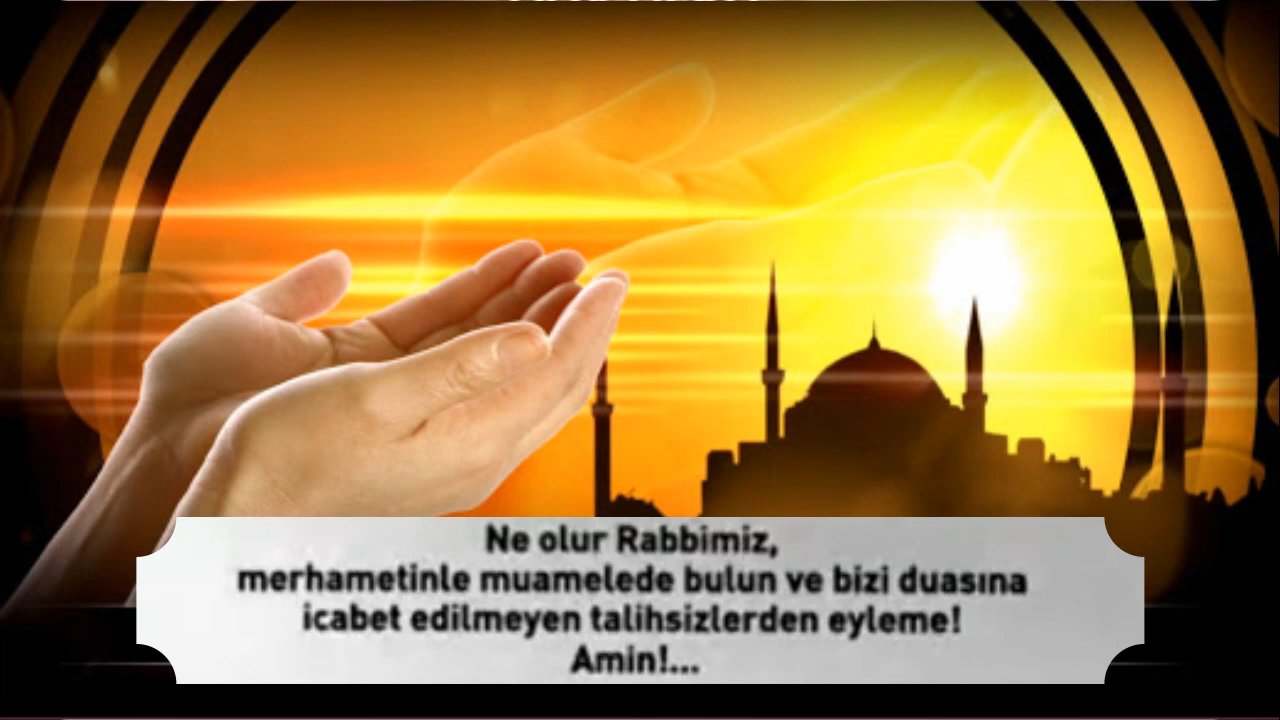 Ne olur Rabbimiz,
merhametinle muamelede bulun ve bizi duasına
icabet edilmeyen talihsizlerden eyleme!
Amin!...